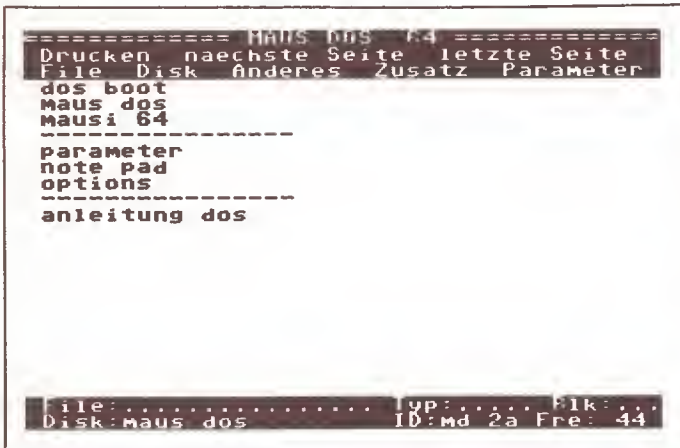 ============= MAUS DOS 64 =============
Drucken naechste Seite letzte Seite
File Disk Anderes Zusatz Parameter
dos boot
maus dos
mausi 64
-----------------
parameter
note pad
options
-----------------
anleitung dos
File:................ Typ:..... Blk:...
Disk:maus dos ID:md 2a Fre: 44